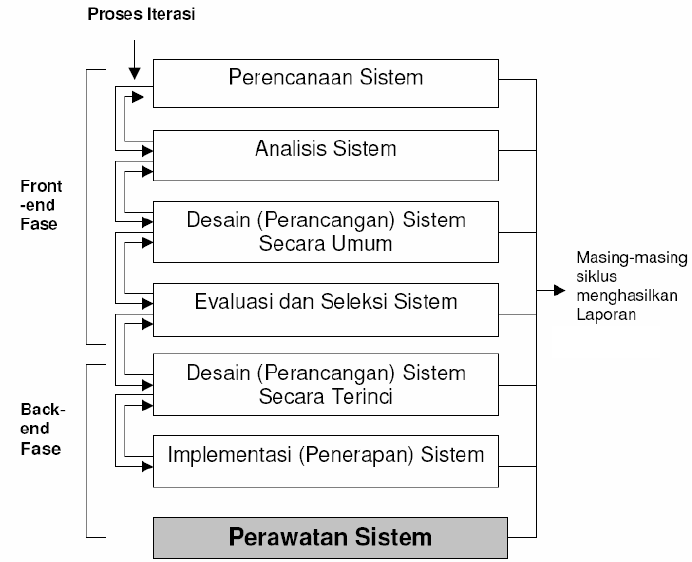 Proses Iterasi
Perencanaan Sistem
Analisis Sistem
Front
-end
Fase
Desain (Perancangan) Sistem
Secara Umum
Masing-masing
siklus
menghasilkan
Laporan
Evaluasi dan Seleksi Sistem
Desain (Perancangan) Sistem
Secara Terinci
Back-
end
Fase
Implementasi (Penerapan) Sistem
Perawatan Sistem